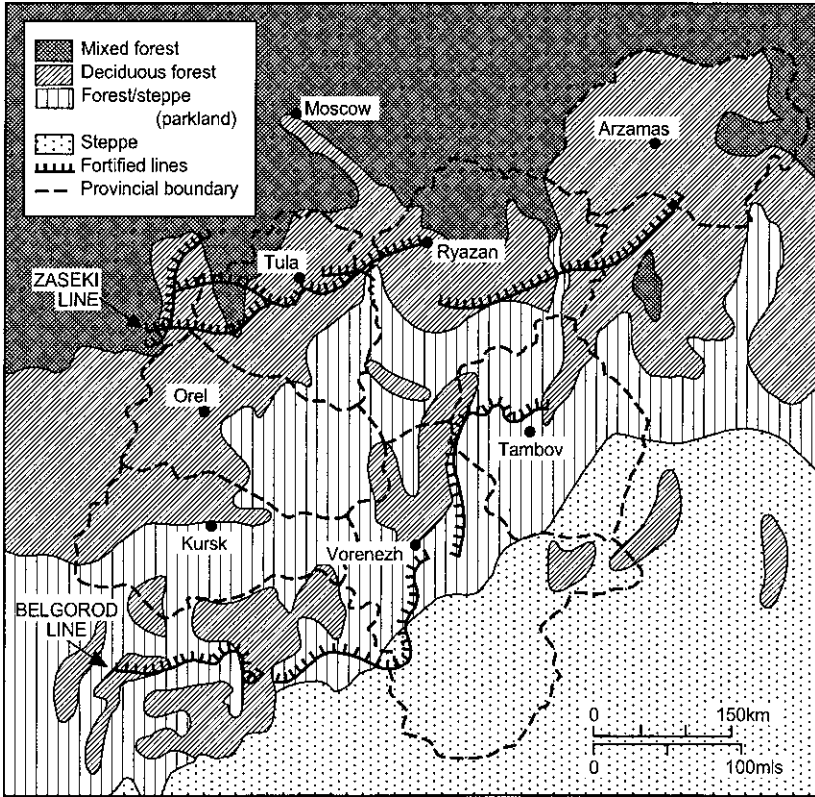 Mixed forest
Deciduous forest
Forest/steppe
(parkland)
Steppe
Fortified lines
Provincial boundary
Moscow
Arzamas
Ryazan
Tula
ZASEKI
LINE
Orel
Tambov
Kursk
Vorenezh
BELGOROD
LINE
0 150km
0 100mls